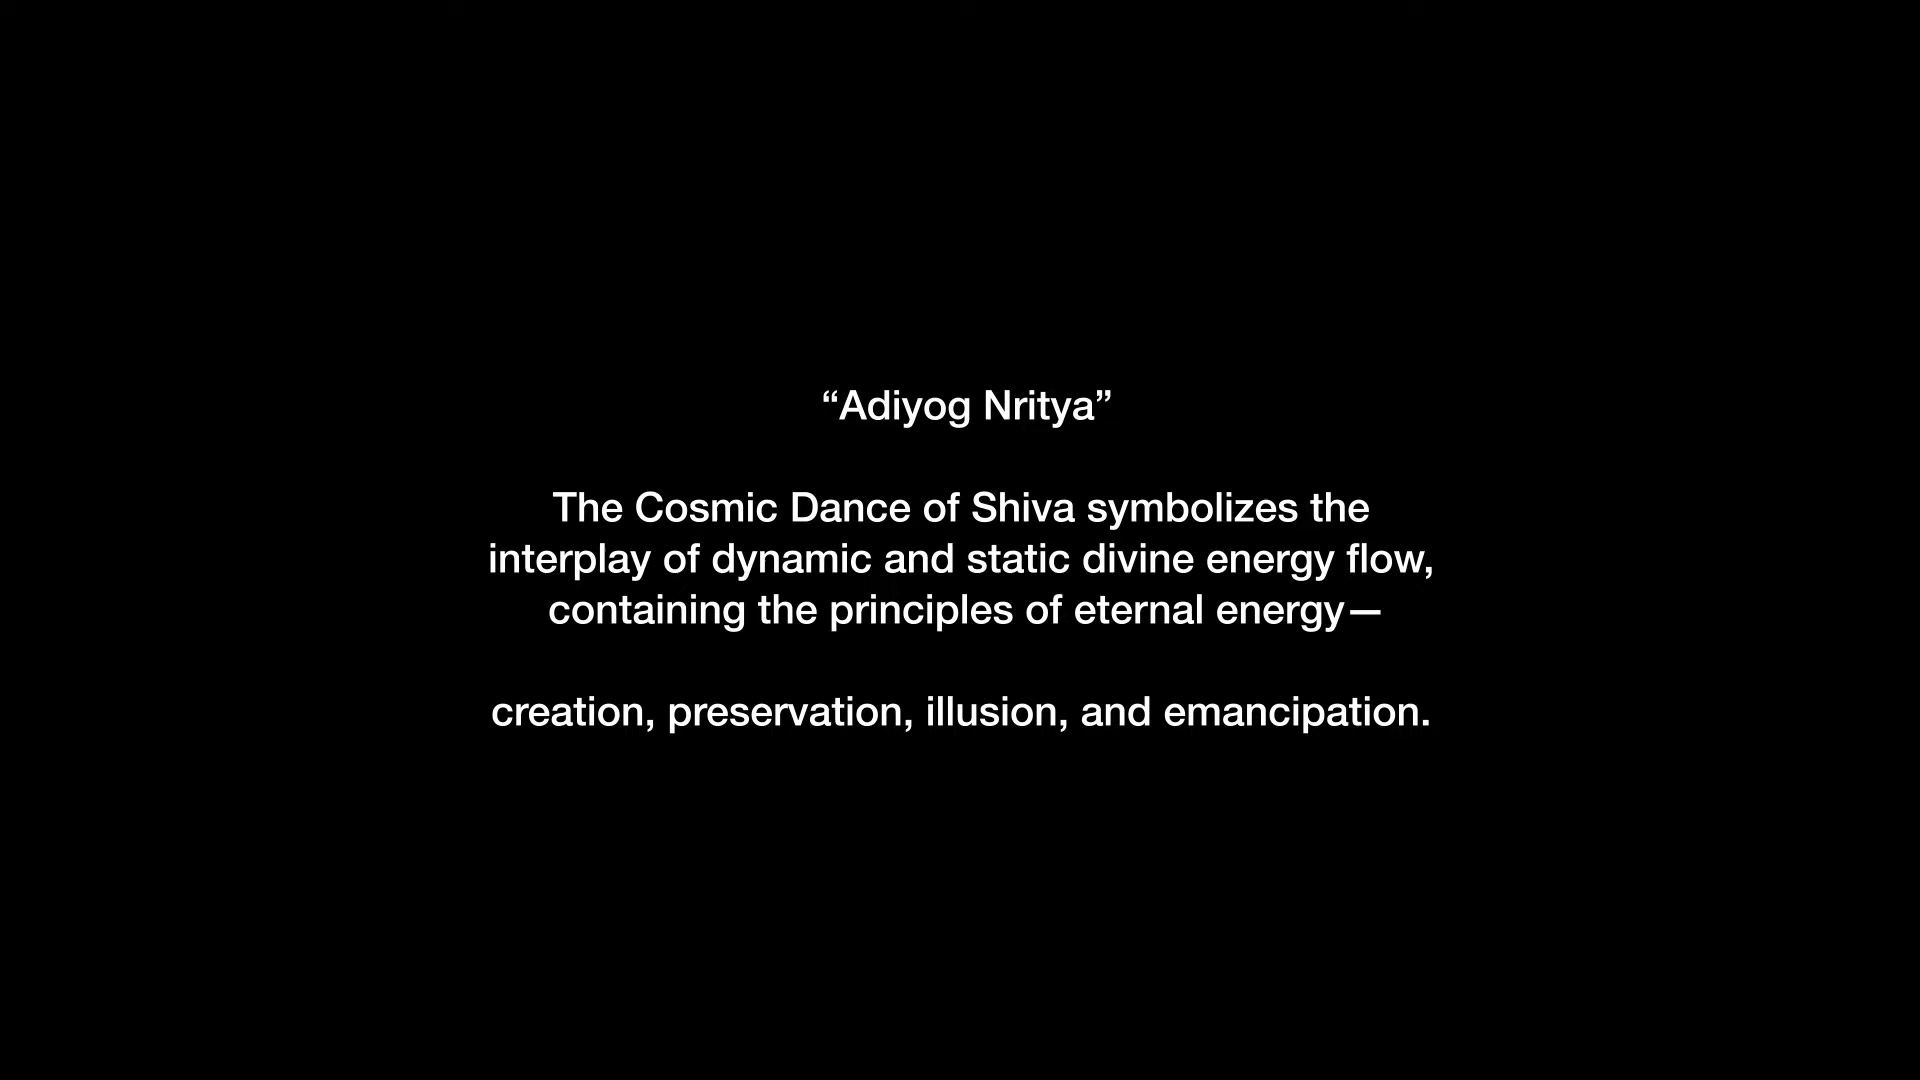 “Adiyog Nritya”
The Cosmic Dance of Shiva symbolizes the
interplay of dynamic and static divine energy flow,
containing the principles of eternal energy—
creation, preservation, illusion, and emancipation.